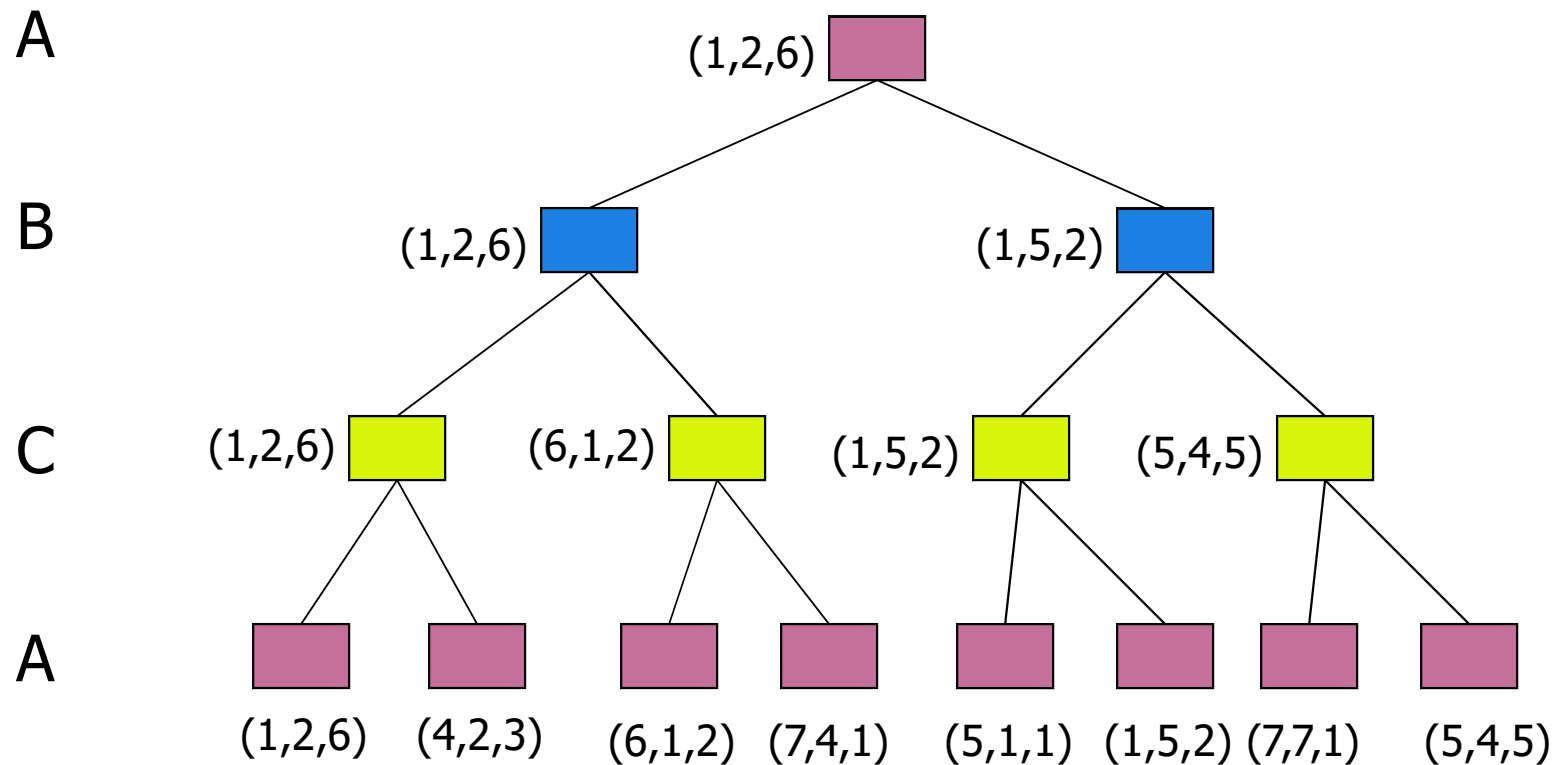 A (1,2,6)
B (1,2,6) (1,5,2)
C (1,2,6) (6,1,2) (1,5,2) (5,4,5)
A
(1,2,6) (4,2,3) (6,1,2) (7,4,1) (5,1,1) (1,5,2) (7,7,1) (5,4,5)